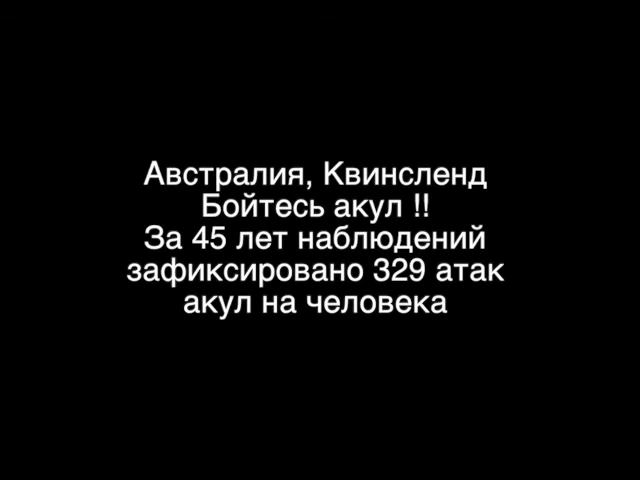 Австралия, Квинсленд
Бойтесь акул !!
За 45 лет наблюдений
зафиксировано 329 атак
акул на человека